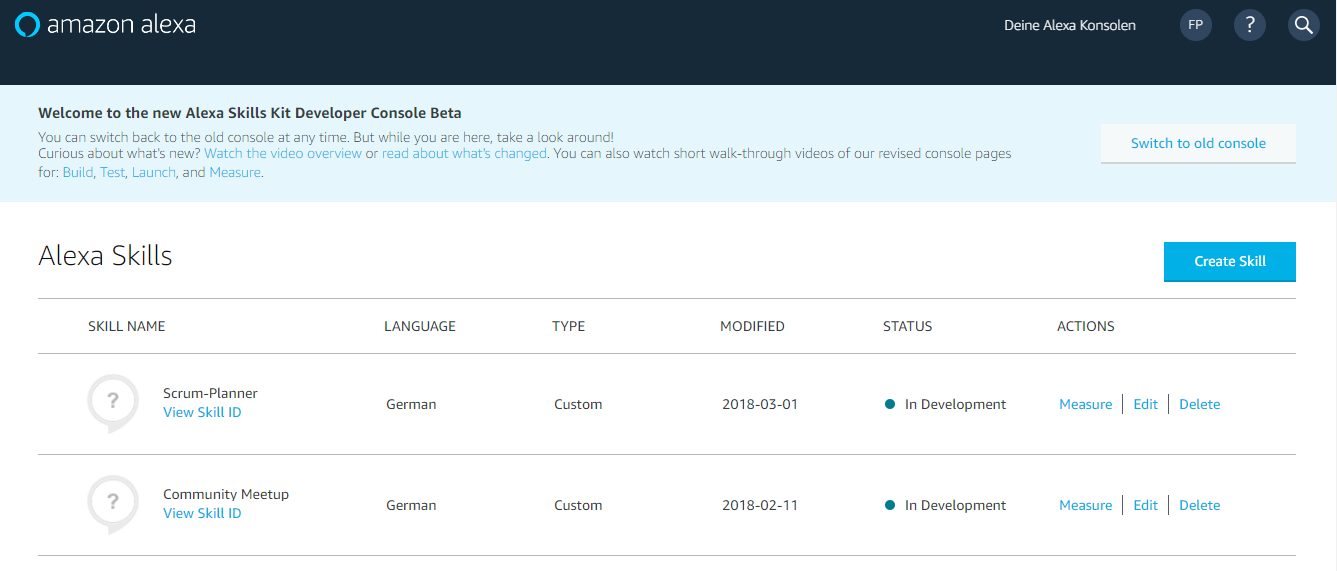 amazon alexa
Deine Alexa Konsolen
FP
?
Welcome to the new Alexa Skills Kit Developer Console Beta
You can switch back to the old console at any time. But while you are here, take a look around!
Curious about what's new? Watch the video overview or read about what's changed. You can also watch short walk-through videos of our revised console pages
for: Build, Test, Launch, and Measure.
Switch to old console
Alexa Skills
Create Skill
SKILL NAME LANGUAGE TYPE MODIFIED STATUS ACTIONS
?
Scrum-Planner
View Skill ID
German Custom 2018-03-01 In Development Measure Edit Delete
?
Community Meetup
View Skill ID
German Custom 2018-02-11 In Development Measure Edit Delete